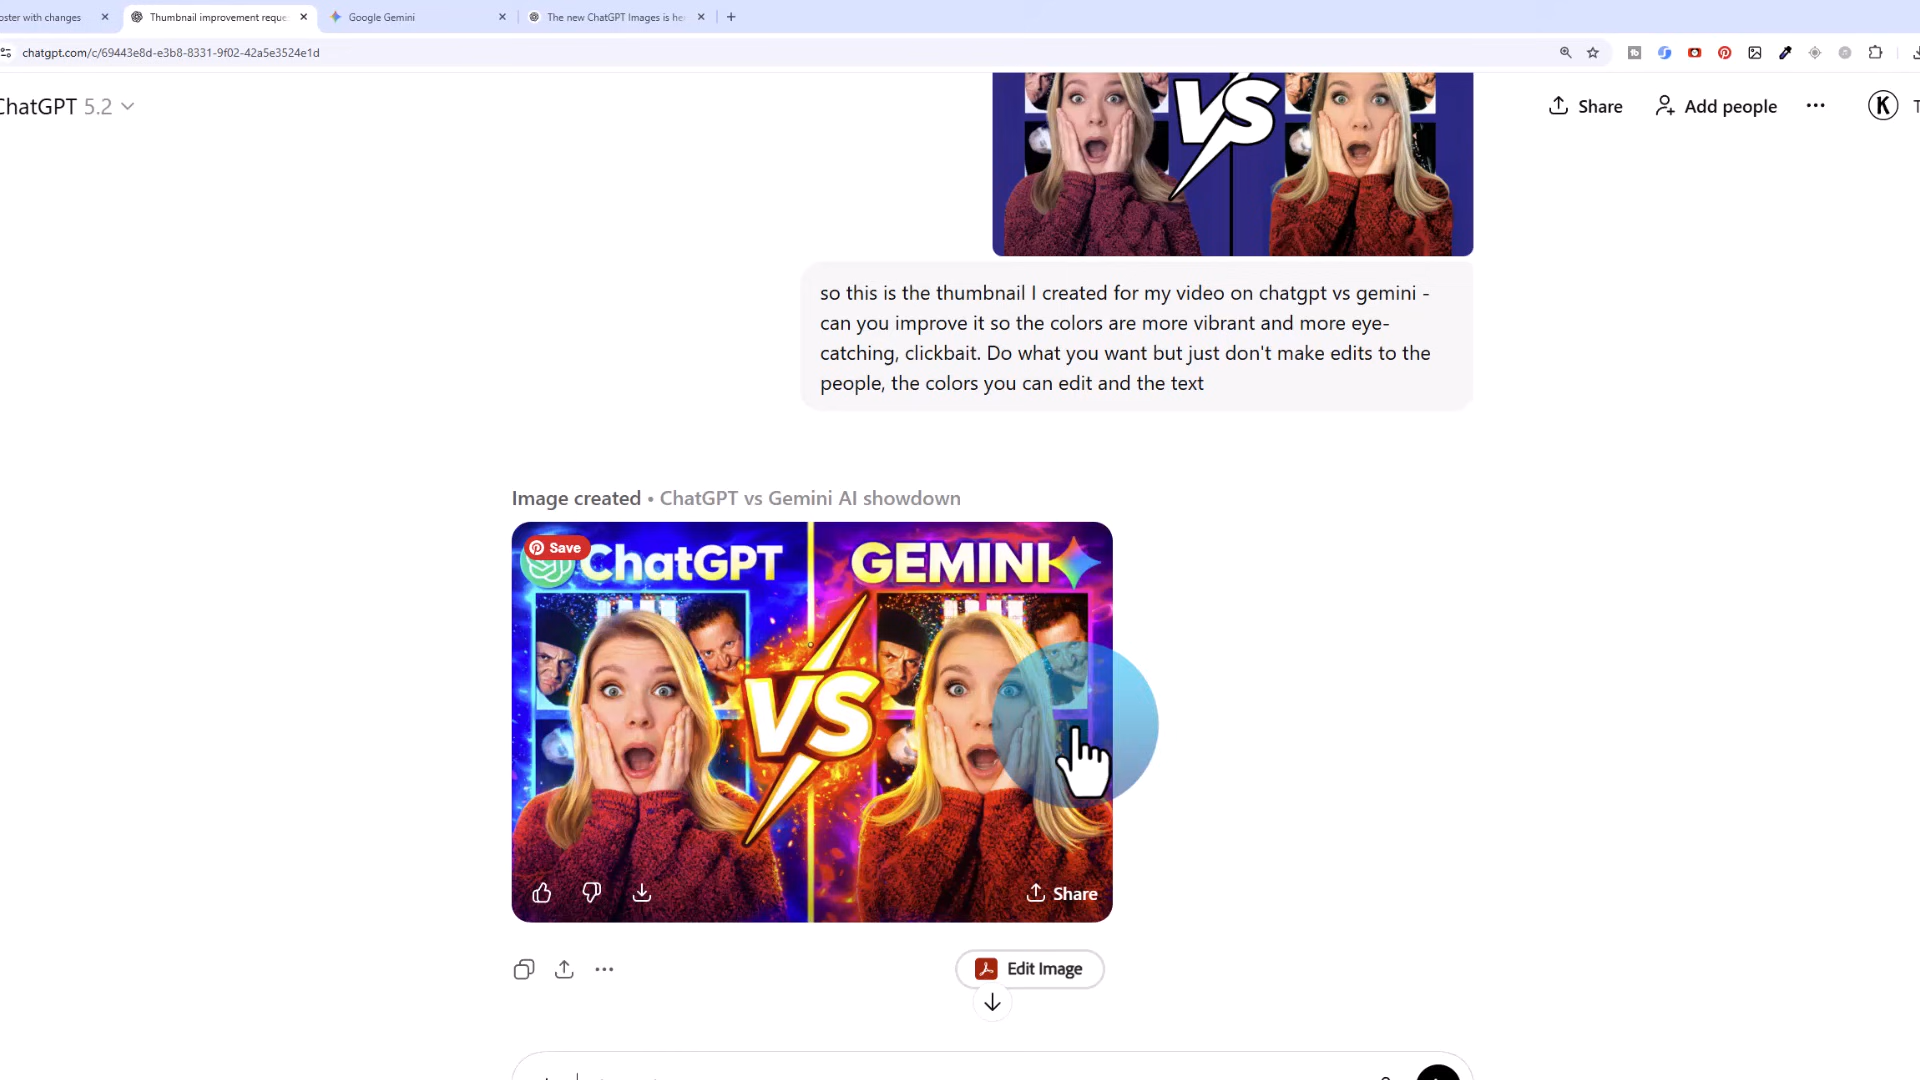 oster with changes
Thumbnail improvement reque
Google Gemini
The new ChatGPT Images is he
chatgpt.com/c/69443e8d-e3b8-8331-9f02-42a5e3524e1d
ChatGPT 5.2
Share
Add people
K
VS
so this is the thumbnail I created for my video on chatgpt vs gemini -
can you improve it so the colors are more vibrant and more eye-
catching, clickbait. Do what you want but just don't make edits to the
people, the colors you can edit and the text
Image created • ChatGPT vs Gemini AI showdown
Save
ChatGPT
GEMINI
VS
Share
Edit Image